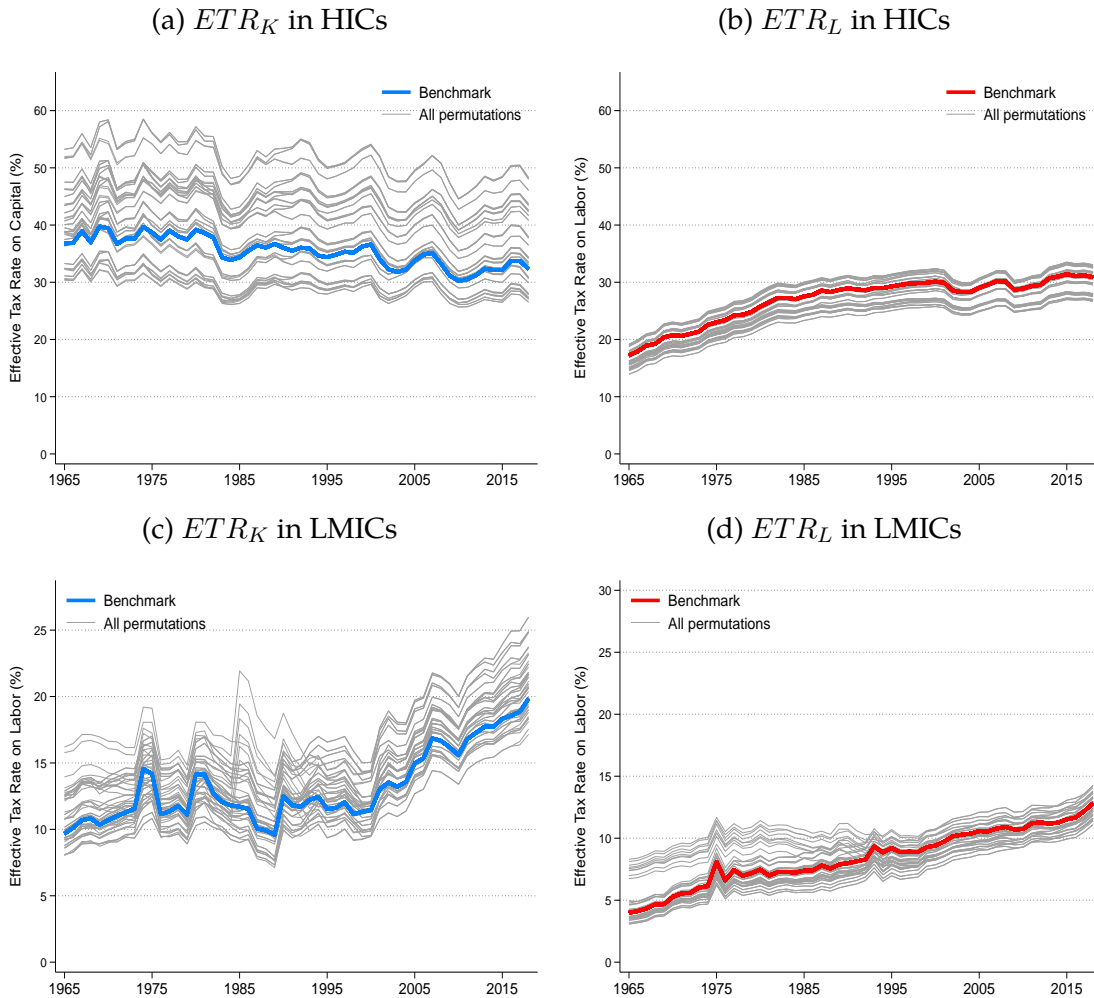 (a) ETR_K in HICs
Effective Tax Rate on Capital (%)
60
50
40
30
20
10
0
Benchmark
All permutations
1965 1975 1985 1995 2005 2015
(b) ETR_L in HICs
Effective Tax Rate on Labor (%)
60
50
40
30
20
10
0
Benchmark
All permutations
1965 1975 1985 1995 2005 2015
(c) ETR_K in LMICs
Effective Tax Rate on Labor (%)
25
20
15
10
5
0
Benchmark
All permutations
1965 1975 1985 1995 2005 2015
(d) ETR_L in LMICs
Effective Tax Rate on Labor (%)
30
25
20
15
10
5
0
Benchmark
All permutations
1965 1975 1985 1995 2005 2015